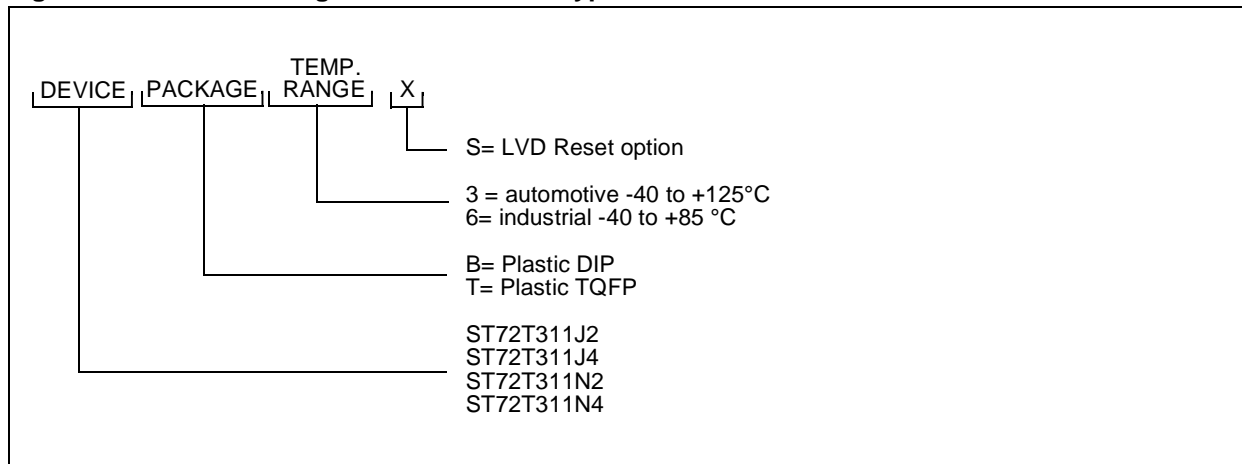 TEMP.
DEVICE PACKAGE RANGE X
S= LVD Reset option
3 = automotive -40 to +125°C
6= industrial -40 to +85 °C
B= Plastic DIP
T= Plastic TQFP
ST72T311J2
ST72T311J4
ST72T311N2
ST72T311N4